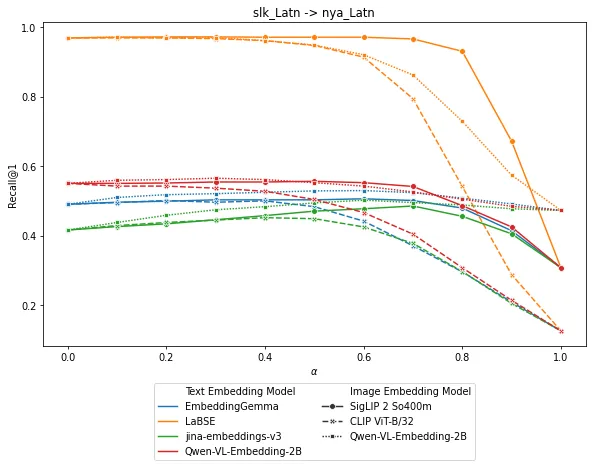 slk_Latn -> nya_Latn
Recall@1
1.0
0.8
0.6
0.4
0.2
0.0 0.2 0.4 0.6 0.8 1.0
α
Text Embedding Model Image Embedding Model
EmbeddingGemma SigLIP 2 So400m
LaBSE CLIP ViT-B/32
jina-embeddings-v3 Qwen-VL-Embedding-2B
Qwen-VL-Embedding-2B